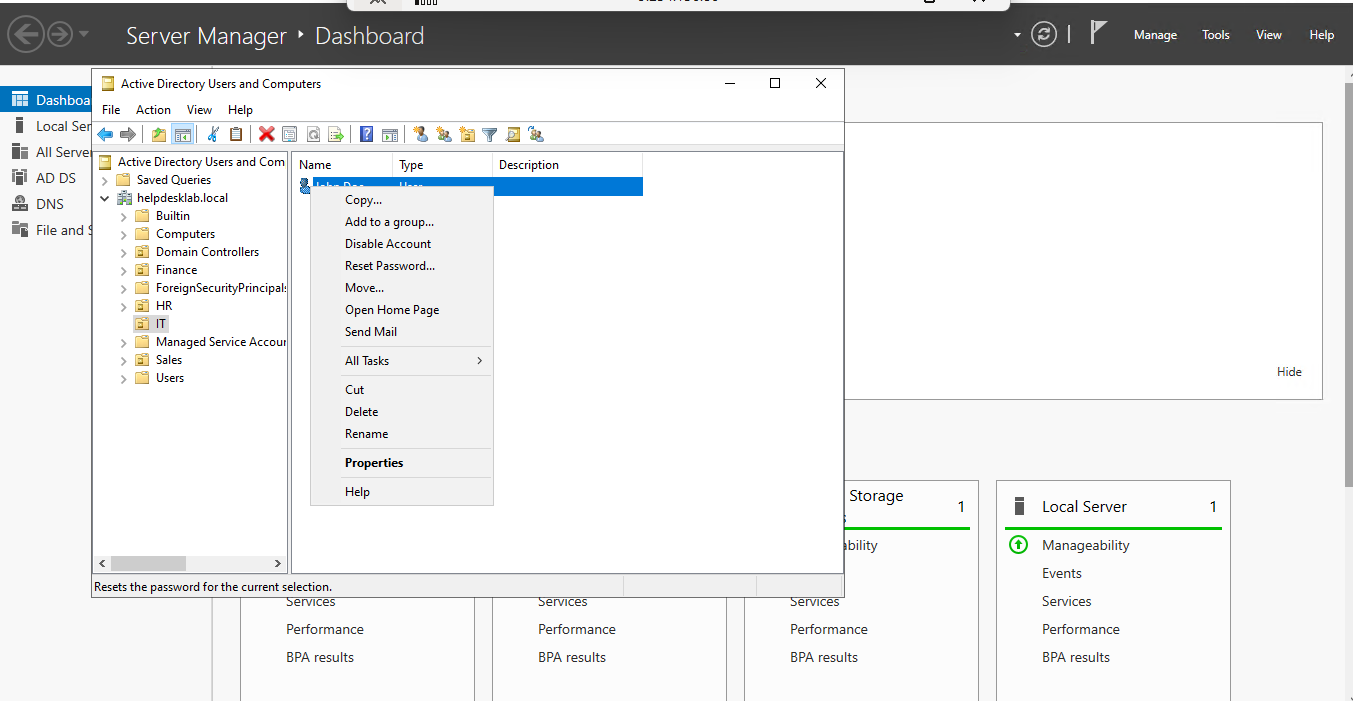 Server Manager ‣ Dashboard
Manage Tools View Help
Dashboa
Local Ser
All Serve
AD DS
DNS
File and S
Active Directory Users and Computers
File Action View Help
Active Directory Users and Com
Saved Queries
helpdesklab.local
Builtin
Computers
Domain Controllers
Finance
ForeignSecurityPrincipals
HR
IT
Managed Service Accour
Sales
Users
Name Type Description
John Doe User
Copy...
Add to a group...
Disable Account
Reset Password...
Move...
Open Home Page
Send Mail
All Tasks
Cut
Delete
Rename
Properties
Help
Resets the password for the current selection.
Hide
Storage 1
ability
Services
Performance
BPA results
Services
Performance
BPA results
Services
Performance
BPA results
Local Server 1
Manageability
Events
Services
Performance
BPA results